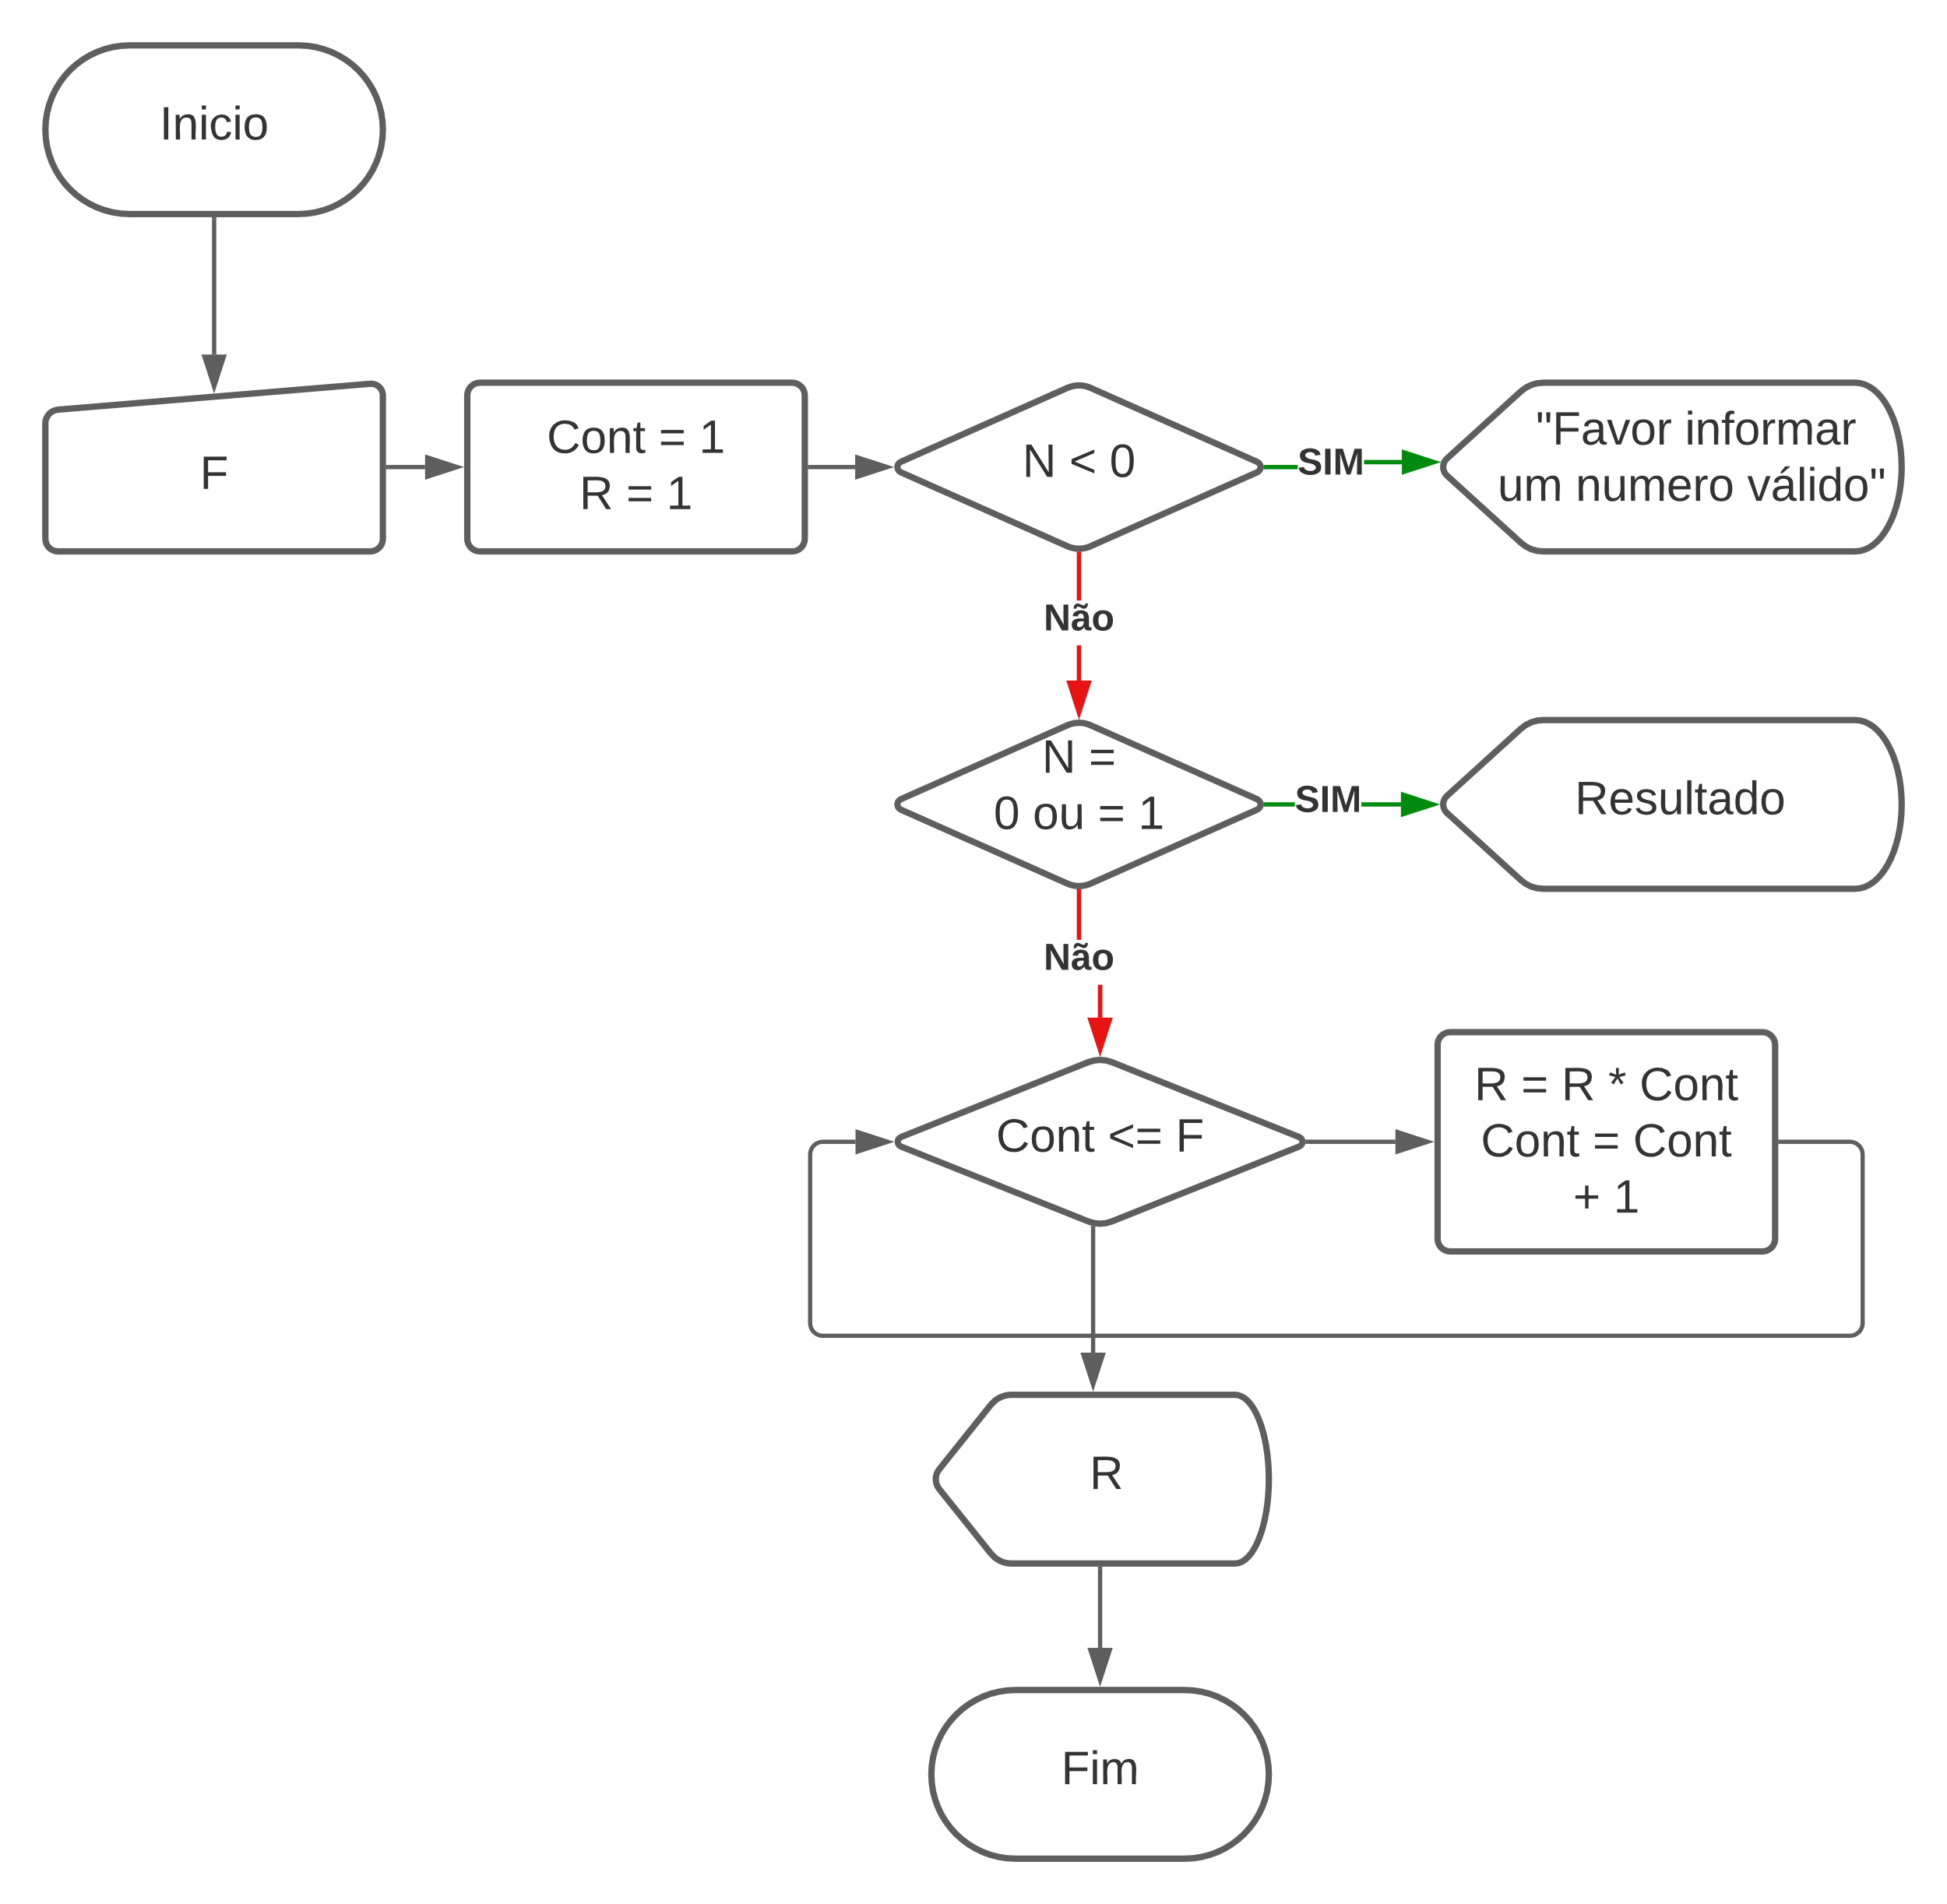 Inicio
F
Cont = 1
R = 1
N < 0
SIM
"Favor informar
um numero válido"
Não
N =
0 ou = 1
SIM
Resultado
Não
Cont <= F
R = R * Cont
Cont = Cont
+ 1
R
Fim